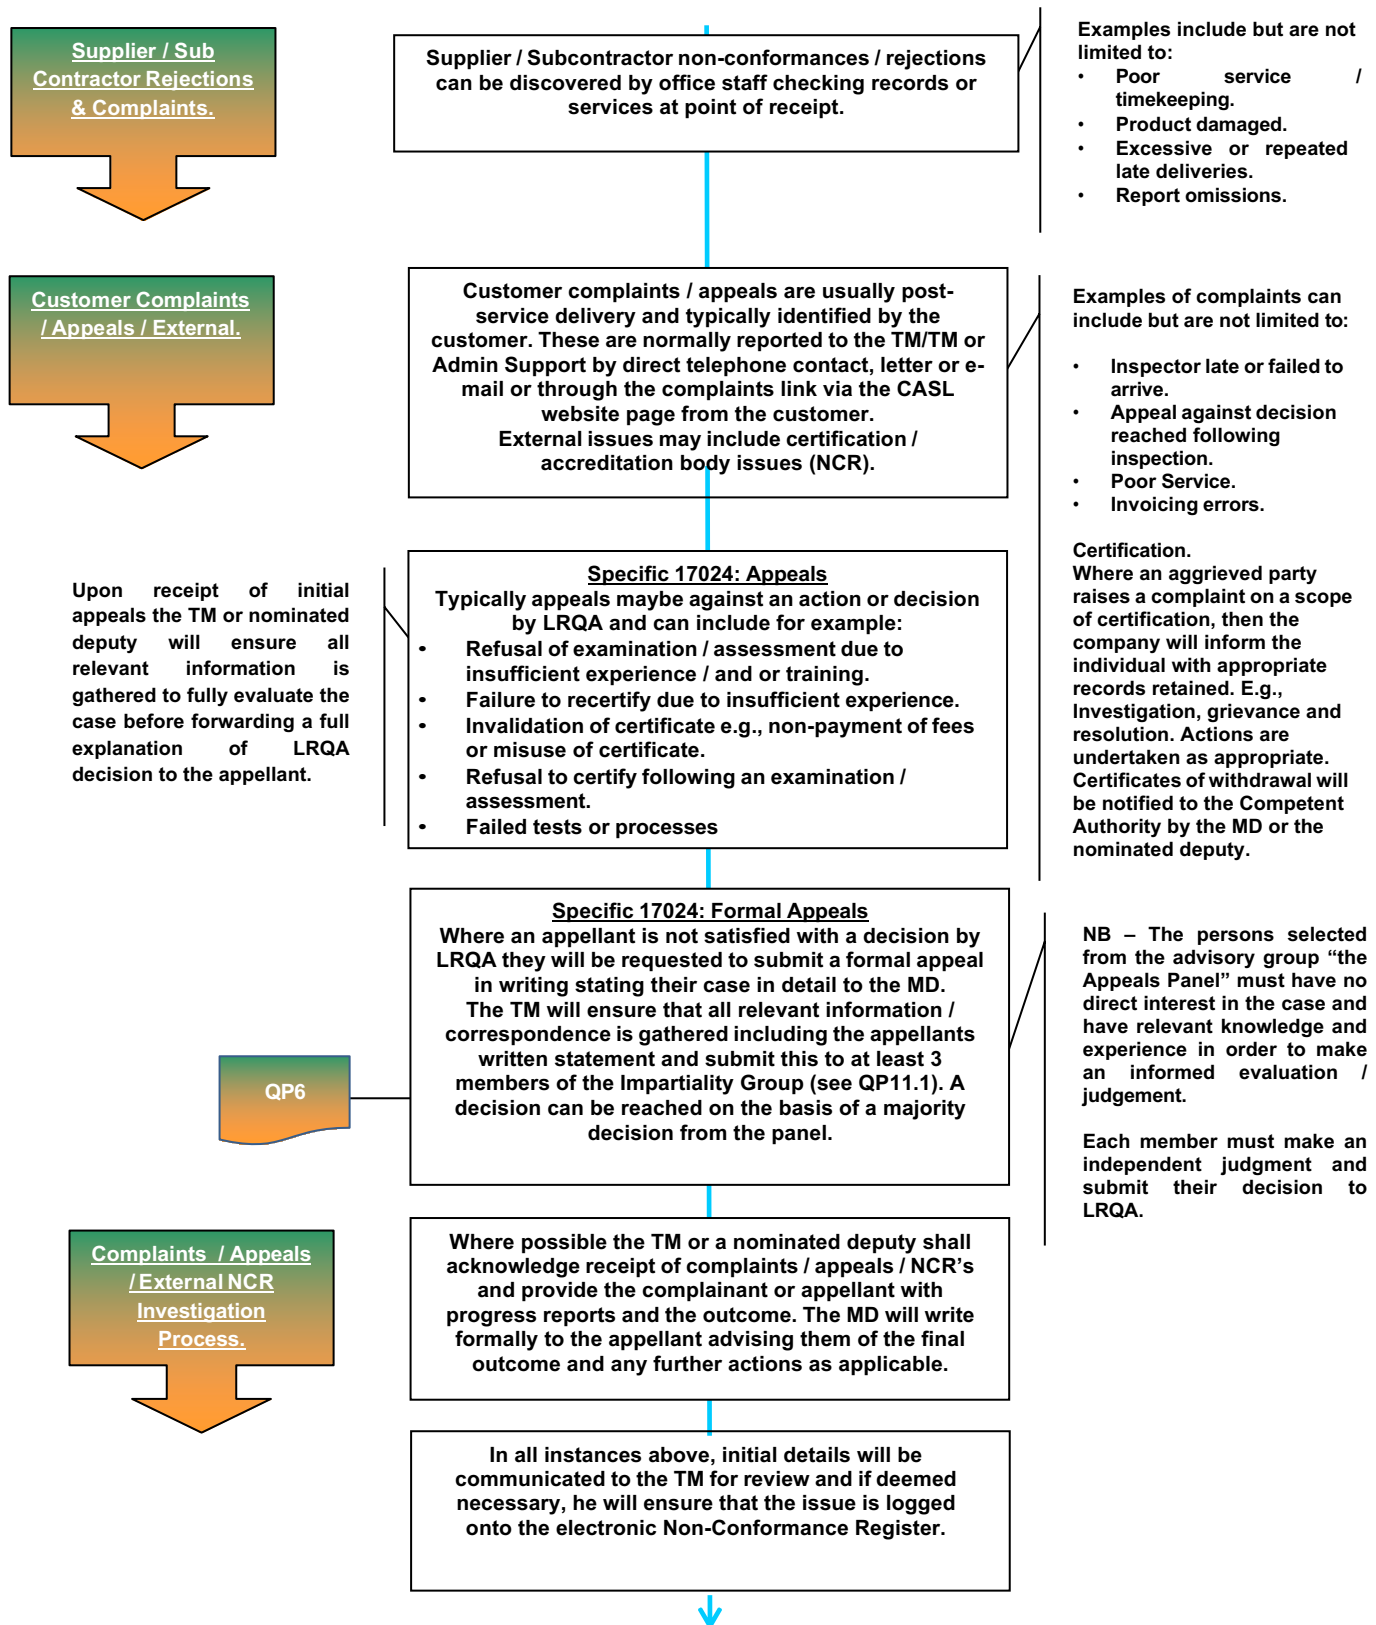 Supplier / Sub
Contractor Rejections
& Complaints.
Supplier / Subcontractor non-conformances / rejections
can be discovered by office staff checking records or
services at point of receipt.
Examples include but are not
limited to:
• Poor service /
timekeeping.
• Product damaged.
• Excessive or repeated
late deliveries.
• Report omissions.
Customer Complaints
/ Appeals / External.
Customer complaints / appeals are usually post-
service delivery and typically identified by the
customer. These are normally reported to the TM/TM or
Admin Support by direct telephone contact, letter or e-
mail or through the complaints link via the CASL
website page from the customer.
External issues may include certification /
accreditation body issues (NCR).
Examples of complaints can
include but are not limited to:
• Inspector late or failed to
arrive.
• Appeal against decision
reached following
inspection.
• Poor Service.
• Invoicing errors.
Certification.
Where an aggrieved party
raises a complaint on a scope
of certification, then the
company will inform the
individual with appropriate
records retained. E.g.,
Investigation, grievance and
resolution. Actions are
undertaken as appropriate.
Certificates of withdrawal will
be notified to the Competent
Authority by the MD or the
nominated deputy.
Upon receipt of initial
appeals the TM or nominated
deputy will ensure all
relevant information is
gathered to fully evaluate the
case before forwarding a full
explanation of LRQA
decision to the appellant.
Specific 17024: Appeals
Typically appeals maybe against an action or decision
by LRQA and can include for example:
• Refusal of examination / assessment due to
insufficient experience / and or training.
• Failure to recertify due to insufficient experience.
• Invalidation of certificate e.g., non-payment of fees
or misuse of certificate.
• Refusal to certify following an examination /
assessment.
• Failed tests or processes
Specific 17024: Formal Appeals
Where an appellant is not satisfied with a decision by
LRQA they will be requested to submit a formal appeal
in writing stating their case in detail to the MD.
The TM will ensure that all relevant information /
correspondence is gathered including the appellants
written statement and submit this to at least 3
members of the Impartiality Group (see QP11.1). A
decision can be reached on the basis of a majority
decision from the panel.
QP6
NB – The persons selected
from the advisory group “the
Appeals Panel” must have no
direct interest in the case and
have relevant knowledge and
experience in order to make
an informed evaluation /
judgement.
Each member must make an
independent judgment and
submit their decision to
LRQA.
Complaints / Appeals
/ External NCR
Investigation
Process.
Where possible the TM or a nominated deputy shall
acknowledge receipt of complaints / appeals / NCR’s
and provide the complainant or appellant with
progress reports and the outcome. The MD will write
formally to the appellant advising them of the final
outcome and any further actions as applicable.
In all instances above, initial details will be
communicated to the TM for review and if deemed
necessary, he will ensure that the issue is logged
onto the electronic Non-Conformance Register.